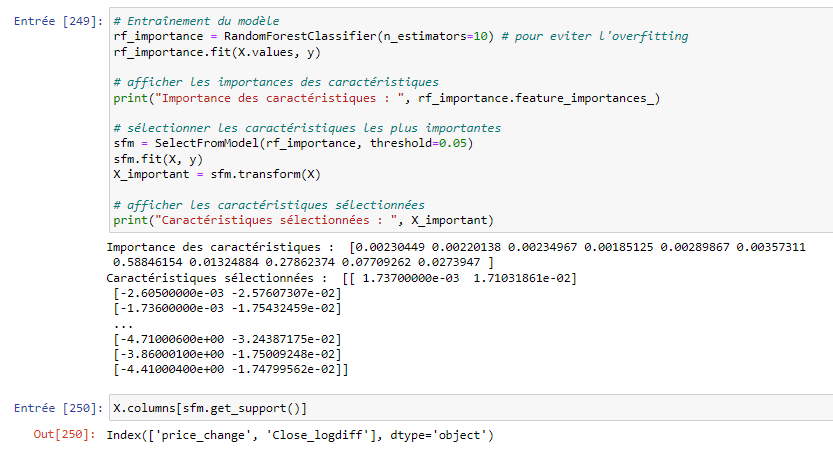 Entrée [249]: # Entraînement du modèle
rf_importance = RandomForestClassifier(n_estimators=10) # pour eviter l'overfitting
rf_importance.fit(X.values, y)
# afficher les importances des caractéristiques
print("Importance des caractéristiques : ", rf_importance.feature_importances_)
# sélectionner les caractéristiques les plus importantes
sfm = SelectFromModel(rf_importance, threshold=0.05)
sfm.fit(X, y)
X_important = sfm.transform(X)
# afficher les caractéristiques sélectionnées
print("Caractéristiques sélectionnées : ", X_important)
Importance des caractéristiques :  [0.00230449 0.00220138 0.00234967 0.00185125 0.00289867 0.00357311
0.58846154 0.01324884 0.27862374 0.07709262 0.0273947 ]
Caractéristiques sélectionnées :  [[ 1.73700000e-03  1.71031861e-02]
[-2.60500000e-03 -2.57607307e-02]
[-1.73600000e-03 -1.75432459e-02]
...
[-4.71000600e+00 -3.24387175e-02]
[-3.86000100e+00 -1.75009248e-02]
[-4.41000400e+00 -1.74799562e-02]]
Entrée [250]: X.columns[sfm.get_support()]
Out[250]: Index(['price_change', 'Close_logdiff'], dtype='object')